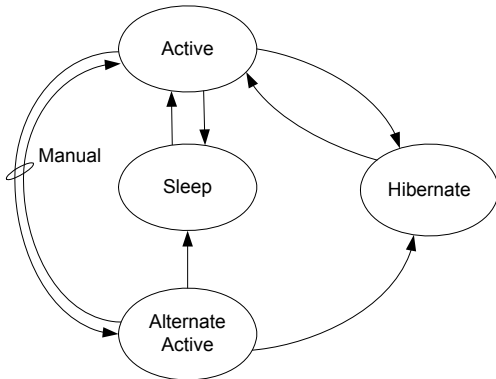 Active
Manual
Sleep
Hibernate
Alternate
Active